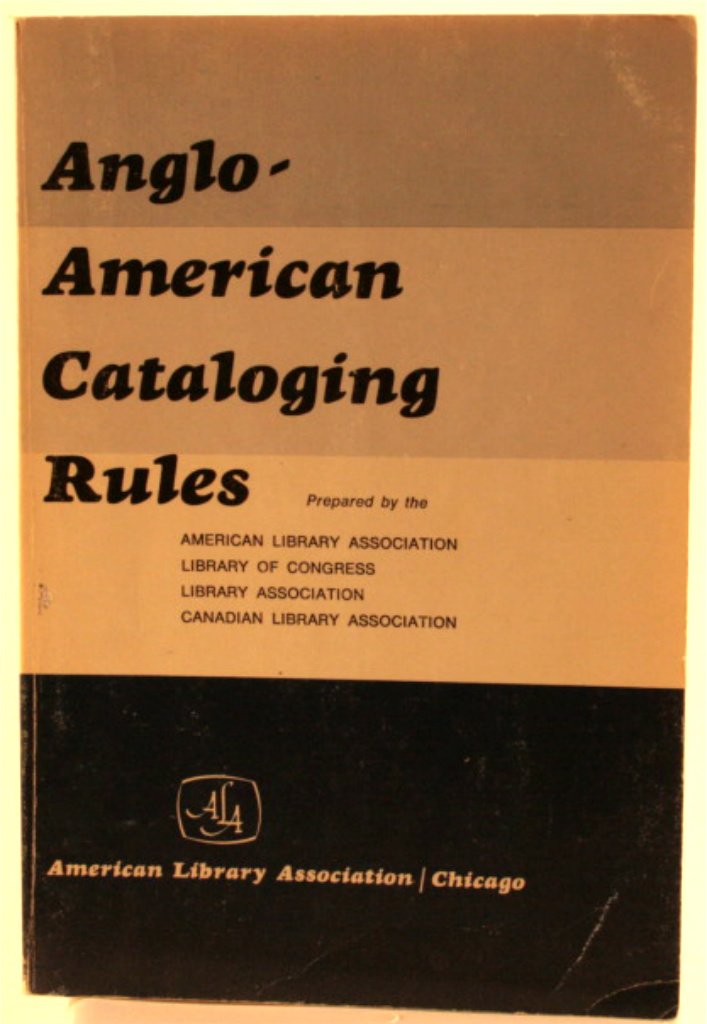 Anglo-
American
Cataloging
Rules
Prepared by the
AMERICAN LIBRARY ASSOCIATION
LIBRARY OF CONGRESS
LIBRARY ASSOCIATION
CANADIAN LIBRARY ASSOCIATION
ALA
American Library Association / Chicago